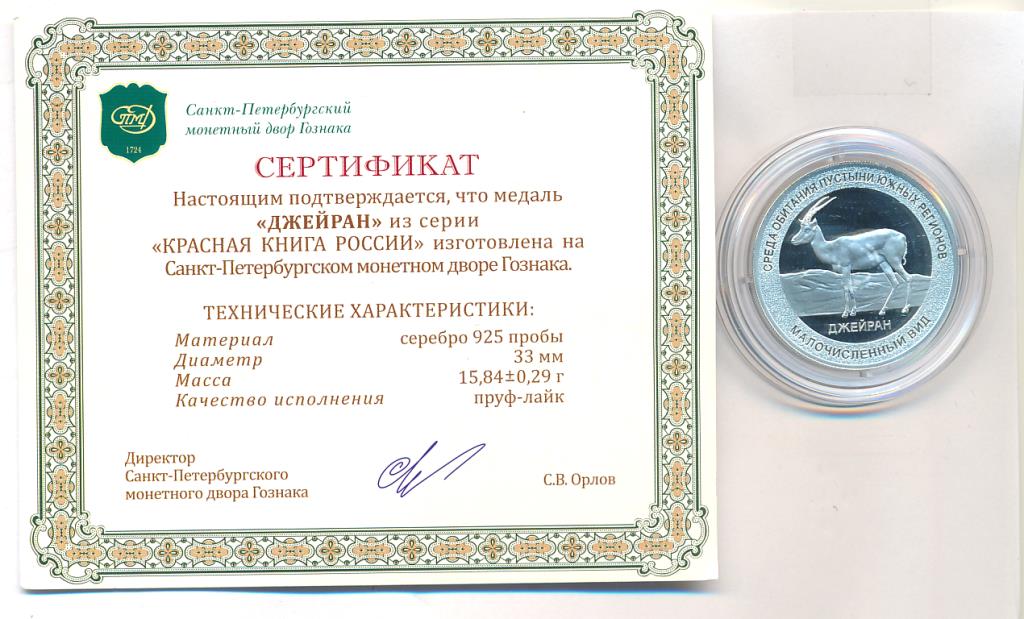 СПМД
1724
Санкт-Петербургский
монетный двор Гознака
СЕРТИФИКАТ
Настоящим подтверждается, что медаль
«ДЖЕЙРАН» из серии
«КРАСНАЯ КНИГА РОССИИ» изготовлена на
Санкт-Петербургском монетном дворе Гознака.
ТЕХНИЧЕСКИЕ ХАРАКТЕРИСТИКИ:
Материал серебро 925 пробы
Диаметр 33 мм
Масса 15,84±0,29 г
Качество исполнения пруф-лайк
Директор
Санкт-Петербургского
монетного двора Гознака
С.В. Орлов
СРЕДА ОБИТАНИЯ ПУСТЫНИ ЮЖНЫХ РЕГИОНОВ
ДЖЕЙРАН
МАЛОЧИСЛЕННЫЙ ВИД